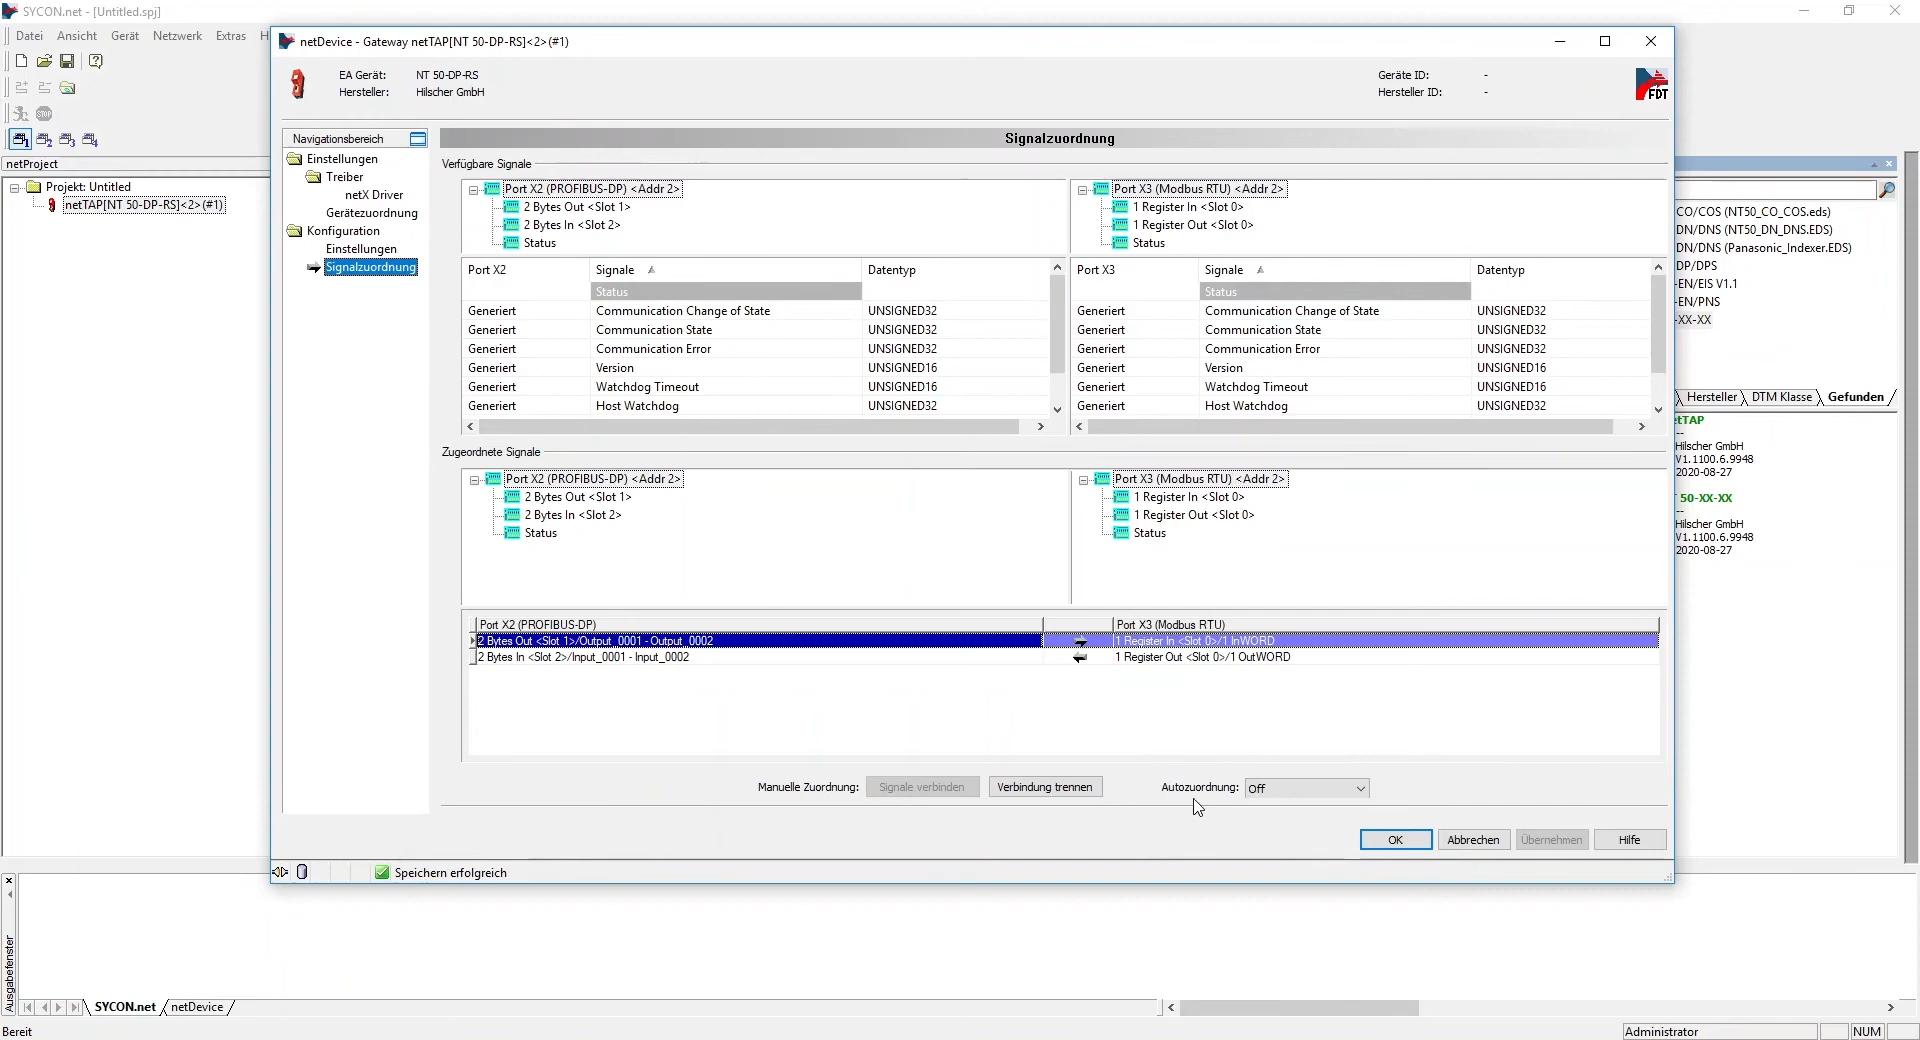 SYCON.net - [Untitled.spj]
Datei Ansicht Gerät Netzwerk Extras H
netProject
Projekt: Untitled
netTAP[NT 50-DP-RS]<2>(#1)
netDevice - Gateway netTAP[NT 50-DP-RS]<2>(#1)
EA Gerät: NT 50-DP-RS
Hersteller: Hilscher GmbH
Geräte ID: -
Hersteller ID: -
FDT
Navigationsbereich
Einstellungen
Treiber
netX Driver
Gerätezuordnung
Konfiguration
Einstellungen
Signalzuordnung
Signalzuordnung
Verfügbare Signale
Port X2 (PROFIBUS-DP) <Addr 2>
2 Bytes Out <Slot 1>
2 Bytes In <Slot 2>
Status
Port X3 (Modbus RTU) <Addr 2>
1 Register In <Slot 0>
1 Register Out <Slot 0>
Status
Port X2 Signale Datentyp
Status
Generiert Communication Change of State UNSIGNED32
Generiert Communication State UNSIGNED32
Generiert Communication Error UNSIGNED32
Generiert Version UNSIGNED16
Generiert Watchdog Timeout UNSIGNED16
Generiert Host Watchdog UNSIGNED32
Port X3 Signale Datentyp
Status
Generiert Communication Change of State UNSIGNED32
Generiert Communication State UNSIGNED32
Generiert Communication Error UNSIGNED32
Generiert Version UNSIGNED16
Generiert Watchdog Timeout UNSIGNED16
Generiert Host Watchdog UNSIGNED32
Zugeordnete Signale
Port X2 (PROFIBUS-DP) <Addr 2>
2 Bytes Out <Slot 1>
2 Bytes In <Slot 2>
Status
Port X3 (Modbus RTU) <Addr 2>
1 Register In <Slot 0>
1 Register Out <Slot 0>
Status
Port X2 (PROFIBUS-DP) Port X3 (Modbus RTU)
2 Bytes Out <Slot 1>/Output_0001 - Output_0002 1 Register In <Slot 0>/1 InWORD
2 Bytes In <Slot 2>/Input_0001 - Input_0002 1 Register Out <Slot 0>/1 OutWORD
Manuelle Zuordnung: Signale verbinden Verbindung trennen Autozuordnung: Off
OK Abbrechen Übernehmen Hilfe
Speichern erfolgreich
CO/COS (NT50_CO_COS.eds)
DN/DNS (NT50_DN_DNS.EDS)
DN/DNS (Panasonic_Indexer.EDS)
DP/DPS
-EN/EIS V1.1
-EN/PNS
-XX-XX
Hersteller DTM Klasse Gefunden
etTAP
--
Hilscher GmbH
V1.1100.6.9948
2020-08-27
50-XX-XX
--
Hilscher GmbH
V1.1100.6.9948
2020-08-27
Ausgabefenster
SYCON.net netDevice
Bereit Administrator NUM